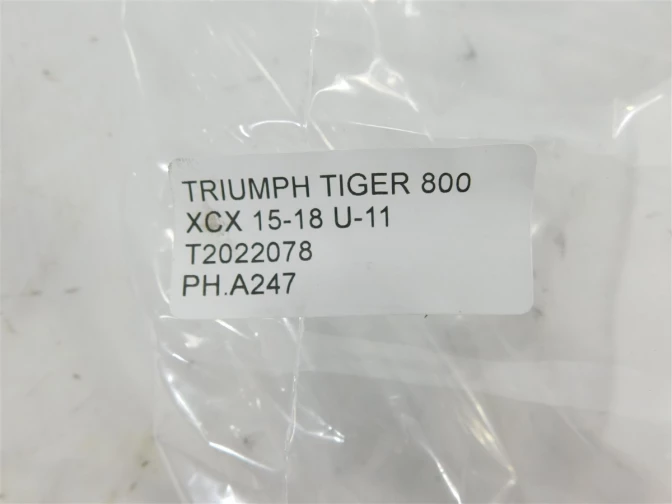 TRIUMPH TIGER 800
XCX 15-18 U-11
T2022078
PH.A247